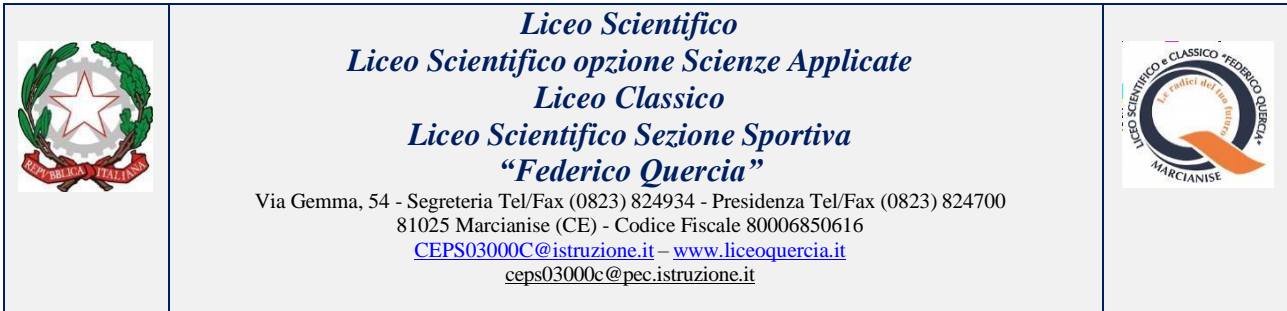 Liceo Scientifico
Liceo Scientifico opzione Scienze Applicate
Liceo Classico
Liceo Scientifico Sezione Sportiva
“Federico Quercia”
Via Gemma, 54 - Segreteria Tel/Fax (0823) 824934 - Presidenza Tel/Fax (0823) 824700
81025 Marcianise (CE) - Codice Fiscale 80006850616
CEPS03000C@istruzione.it – www.liceoquercia.it
ceps03000c@pec.istruzione.it
REPVBBLICA ITALIANA
LICEO SCIENTIFICO e CLASSICO "FEDERICO QUERCIA"
Le radici del tuo futuro
MARCIANISE